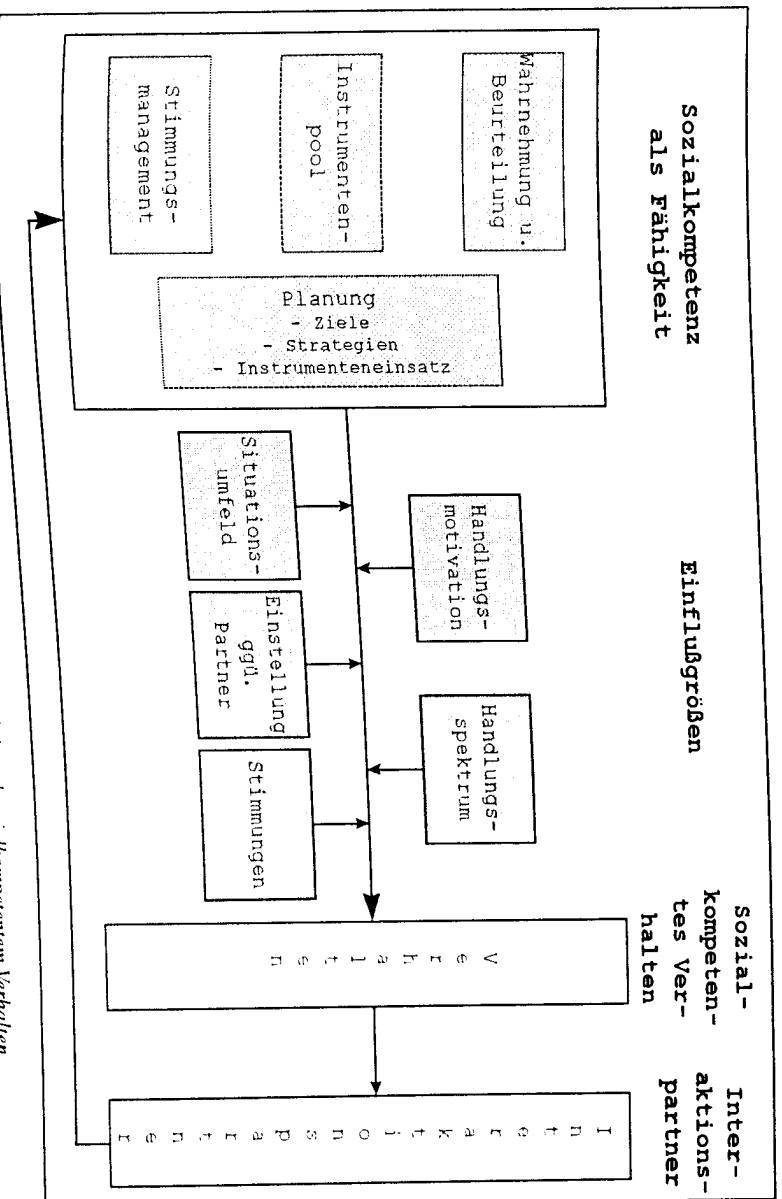 Sozialkompetenz
als Fähigkeit
Einflußgrößen
Sozial-
kompeten-
tes Ver-
halten
Inter-
aktions-
partner
Wahrnehmung u.
Beurteilung
Instrumenten-
pool
Stimmungs-
management
Planung
- Ziele
- Strategien
- Instrumenteneinsatz
Handlungs-
motivation
Handlungs-
spektrum
Situations-
umfeld
Einstellung
ggü.
partner
Stimmungen
Verhalten
Interaktionspartner
Verhalten